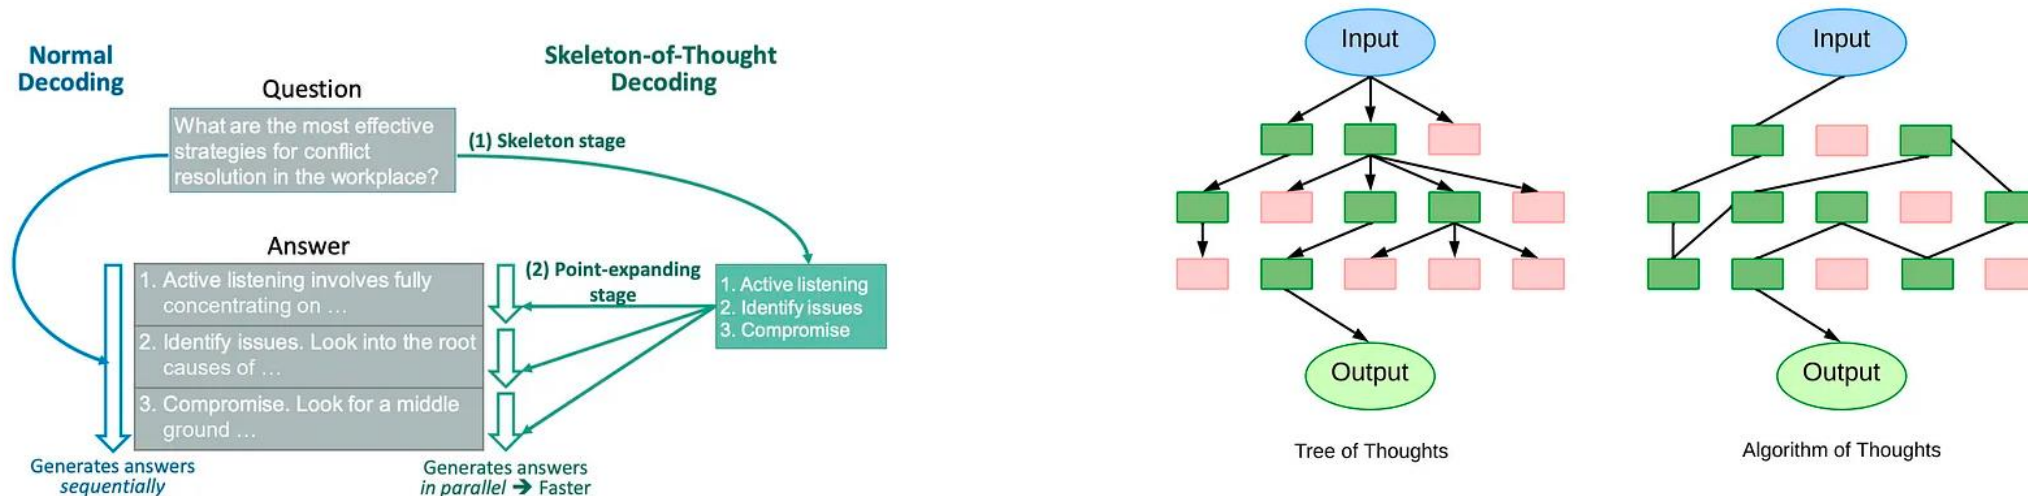 Normal
Decoding
Skeleton-of-Thought
Decoding
Question
What are the most effective
strategies for conflict
resolution in the workplace?
(1) Skeleton stage
Answer
1. Active listening involves fully
concentrating on …
2. Identify issues. Look into the root
causes of …
3. Compromise. Look for a middle
ground …
(2) Point-expanding
stage
1. Active listening
2. Identify issues
3. Compromise
Generates answers
sequentially
Generates answers
in parallel ➔ Faster
Input
Output
Tree of Thoughts
Input
Output
Algorithm of Thoughts